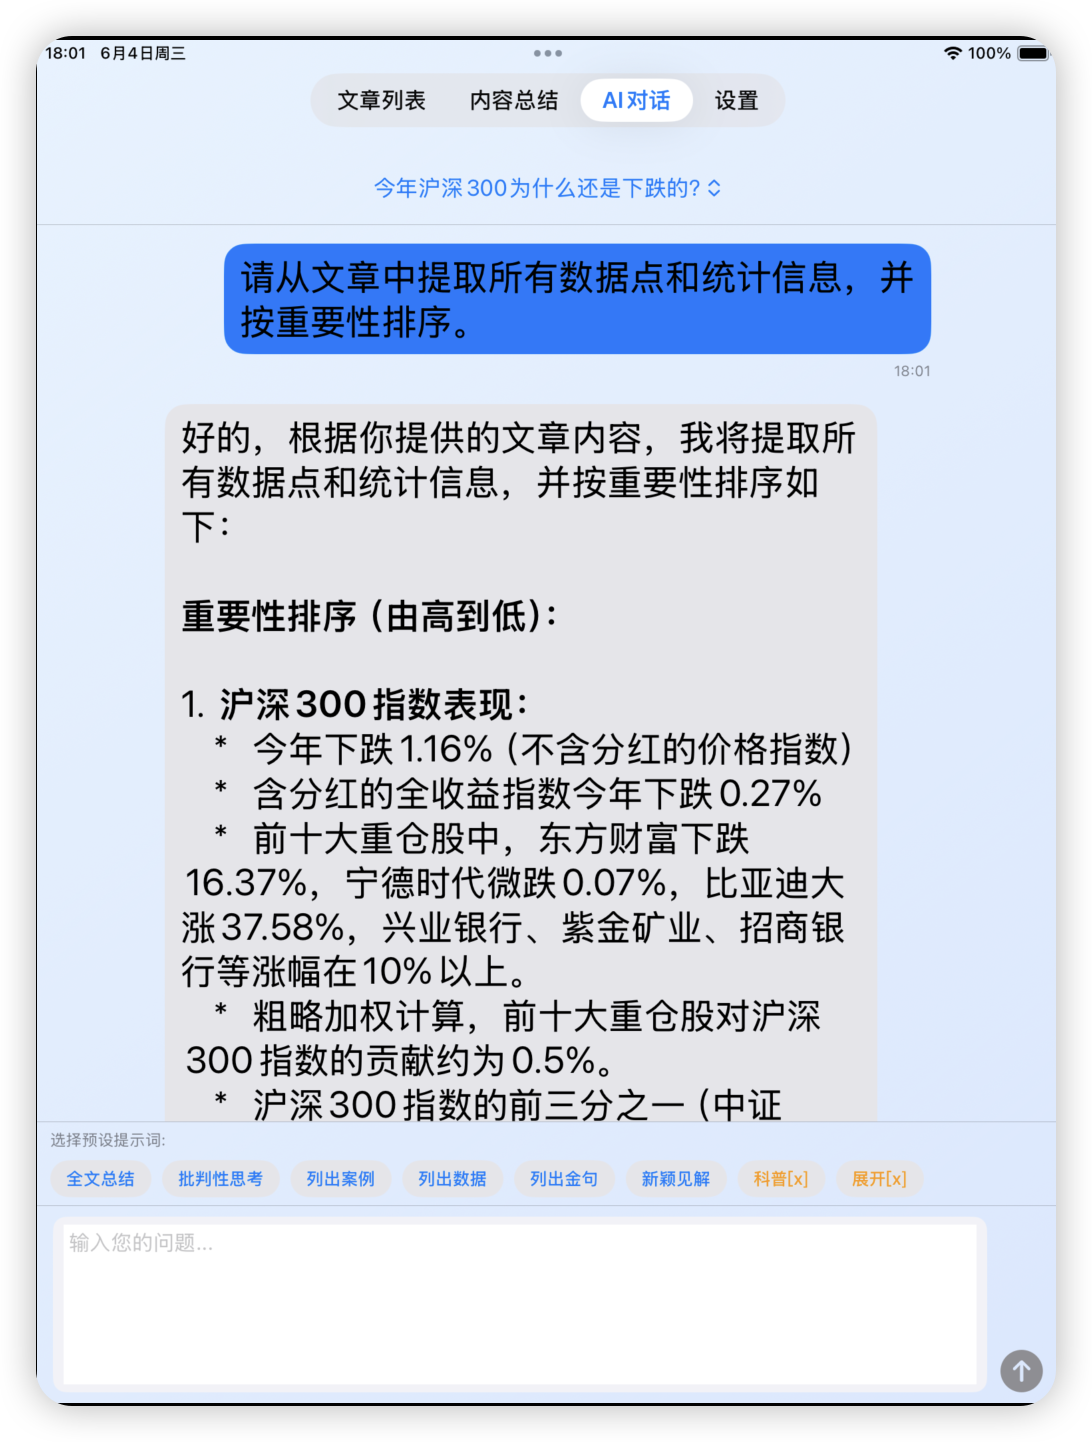 18:01 6月4日周三
100%
文章列表 内容总结 AI对话 设置
今年沪深300为什么还是下跌的?
请从文章中提取所有数据点和统计信息，并
按重要性排序。
18:01
好的，根据你提供的文章内容，我将提取所
有数据点和统计信息，并按重要性排序如
下：
重要性排序（由高到低）：
1. 沪深300指数表现：
* 今年下跌1.16%（不含分红的价格指数）
* 含分红的全收益指数今年下跌0.27%
* 前十大重仓股中，东方财富下跌
16.37%，宁德时代微跌0.07%，比亚迪大
涨37.58%，兴业银行、紫金矿业、招商银
行等涨幅在10%以上。
* 粗略加权计算，前十大重仓股对沪深
300指数的贡献约为0.5%。
* 沪深300指数的前三分之一（中证
选择预设提示词:
全文总结 批判性思考 列出案例 列出数据 列出金句 新颖见解 科普[x] 展开[x]
输入您的问题...